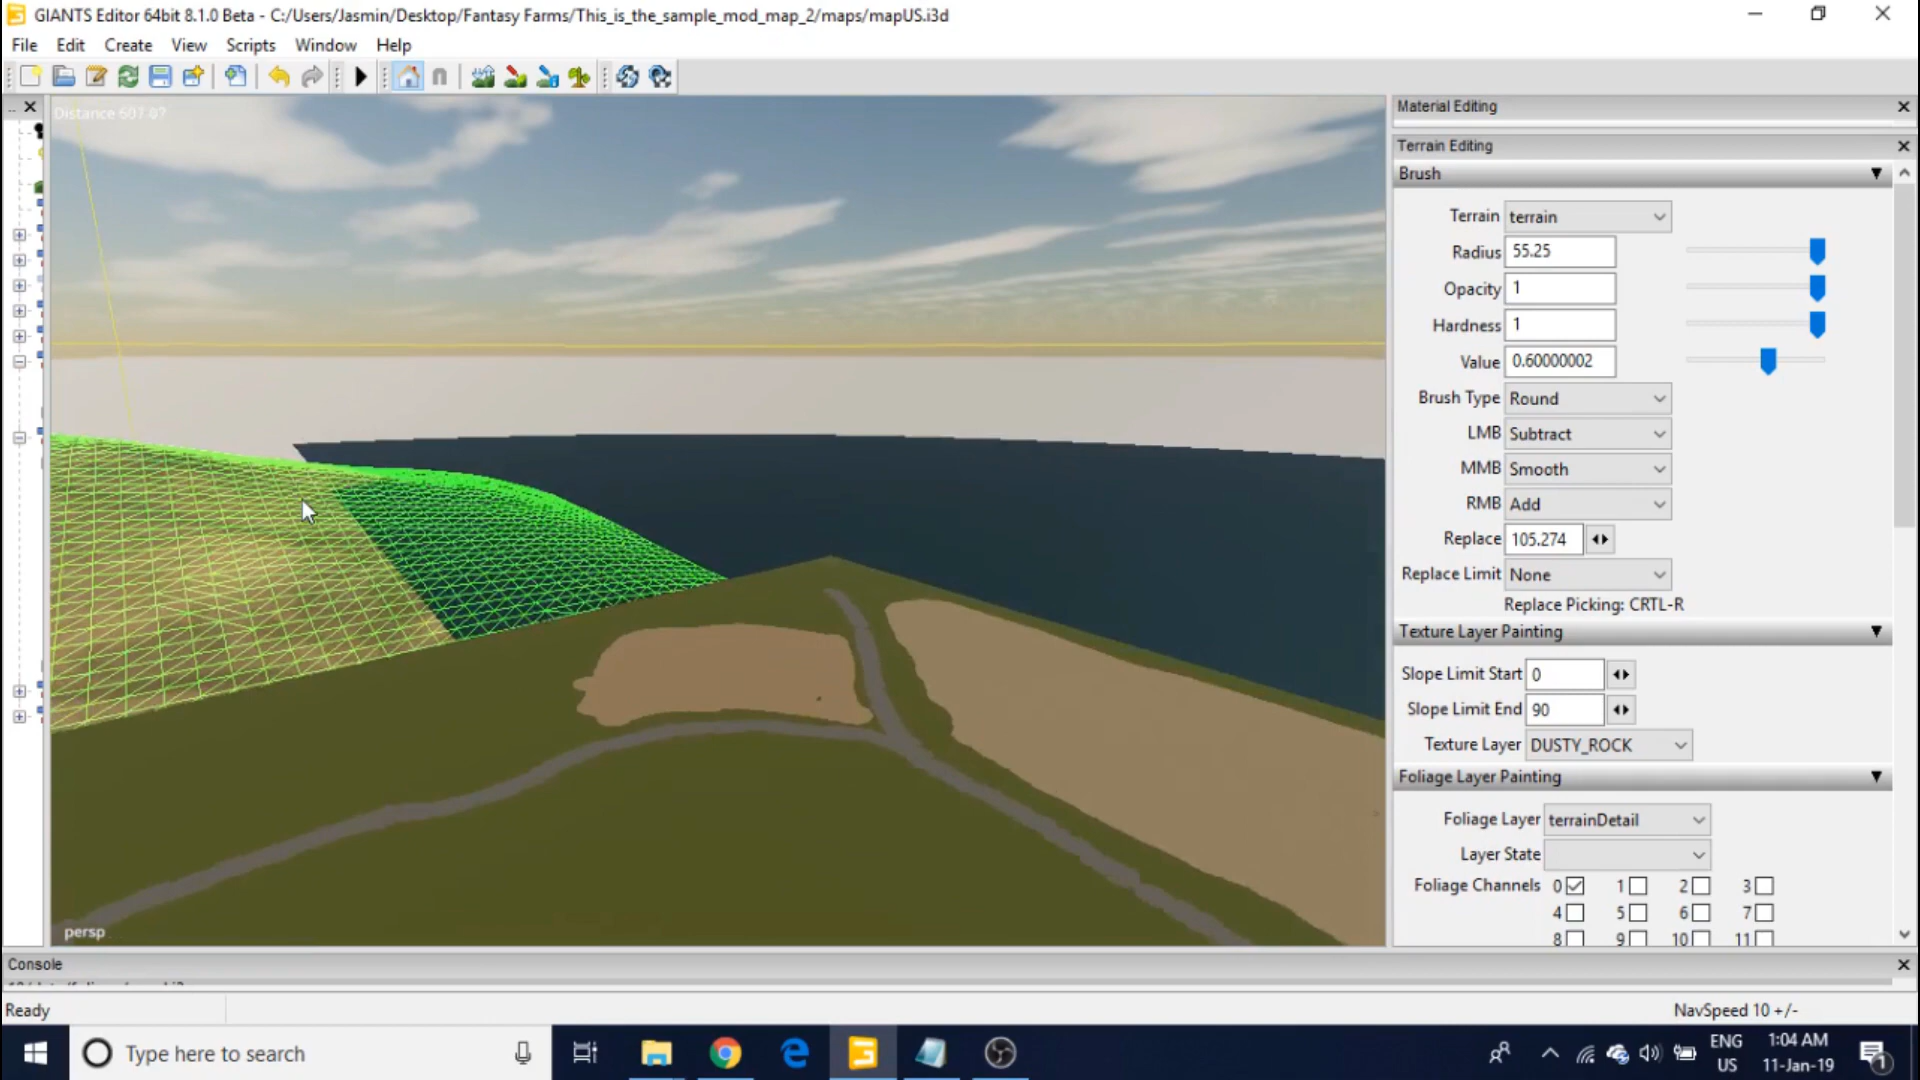 GIANTS Editor 64bit 8.1.0 Beta - C:/Users/Jasmin/Desktop/Fantasy Farms/This_is_the_sample_mod_map_2/maps/mapUS.i3d
File Edit Create View Scripts Window Help
Distance 607.07?
Material Editing
Terrain Editing
Brush
Terrain terrain
Radius 55.25
Opacity 1
Hardness 1
Value 0.60000002
Brush Type Round
LMB Subtract
MMB Smooth
RMB Add
Replace 105.274
Replace Limit None
Replace Picking: CRTL-R
Texture Layer Painting
Slope Limit Start 0
Slope Limit End 90
Texture Layer DUSTY_ROCK
Foliage Layer Painting
Foliage Layer terrainDetail
Layer State
Foliage Channels 0 1 2 3
4 5 6 7
8 9 10 11
persp
Console
Ready
NavSpeed 10 +/-
Type here to search
ENG
US
1:04 AM
11-Jan-19
1